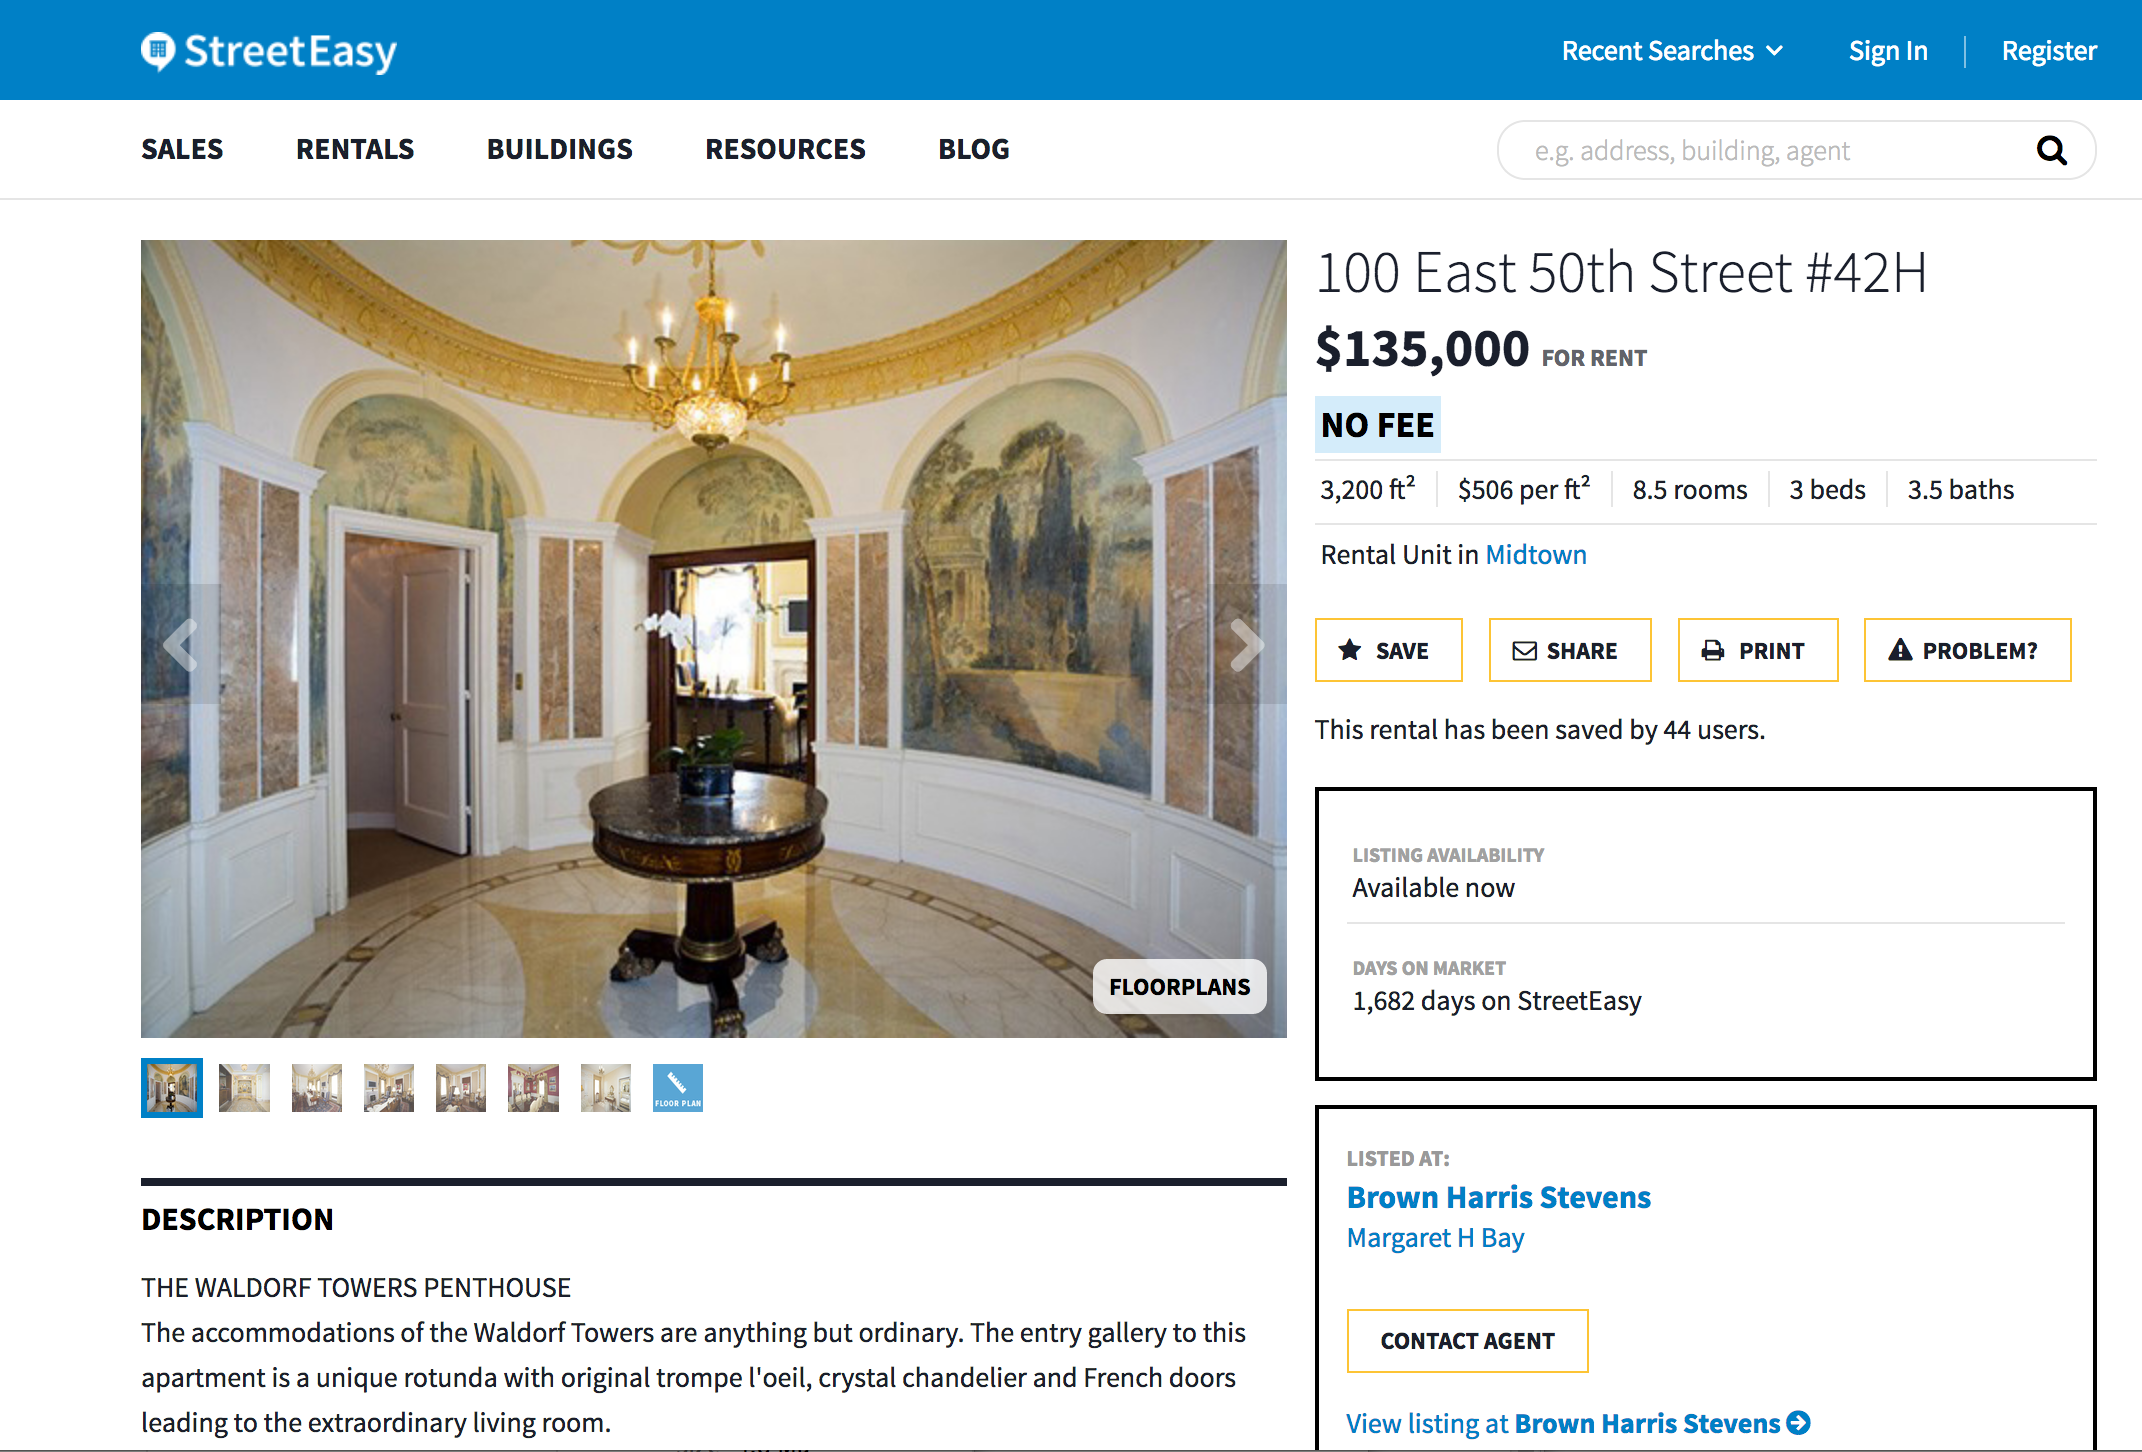 StreetEasy
Recent Searches
Sign In
Register
SALES
RENTALS
BUILDINGS
RESOURCES
BLOG
e.g. address, building, agent
100 East 50th Street #42H
$135,000 FOR RENT
NO FEE
3,200 ft² $506 per ft² 8.5 rooms 3 beds 3.5 baths
Rental Unit in Midtown
SAVE
SHARE
PRINT
PROBLEM?
This rental has been saved by 44 users.
LISTING AVAILABILITY
Available now
DAYS ON MARKET
1,682 days on StreetEasy
LISTED AT:
Brown Harris Stevens
Margaret H Bay
CONTACT AGENT
View listing at Brown Harris Stevens
FLOORPLANS
FLOOR PLAN
DESCRIPTION
THE WALDORF TOWERS PENTHOUSE
The accommodations of the Waldorf Towers are anything but ordinary. The entry gallery to this
apartment is a unique rotunda with original trompe l'oeil, crystal chandelier and French doors
leading to the extraordinary living room.